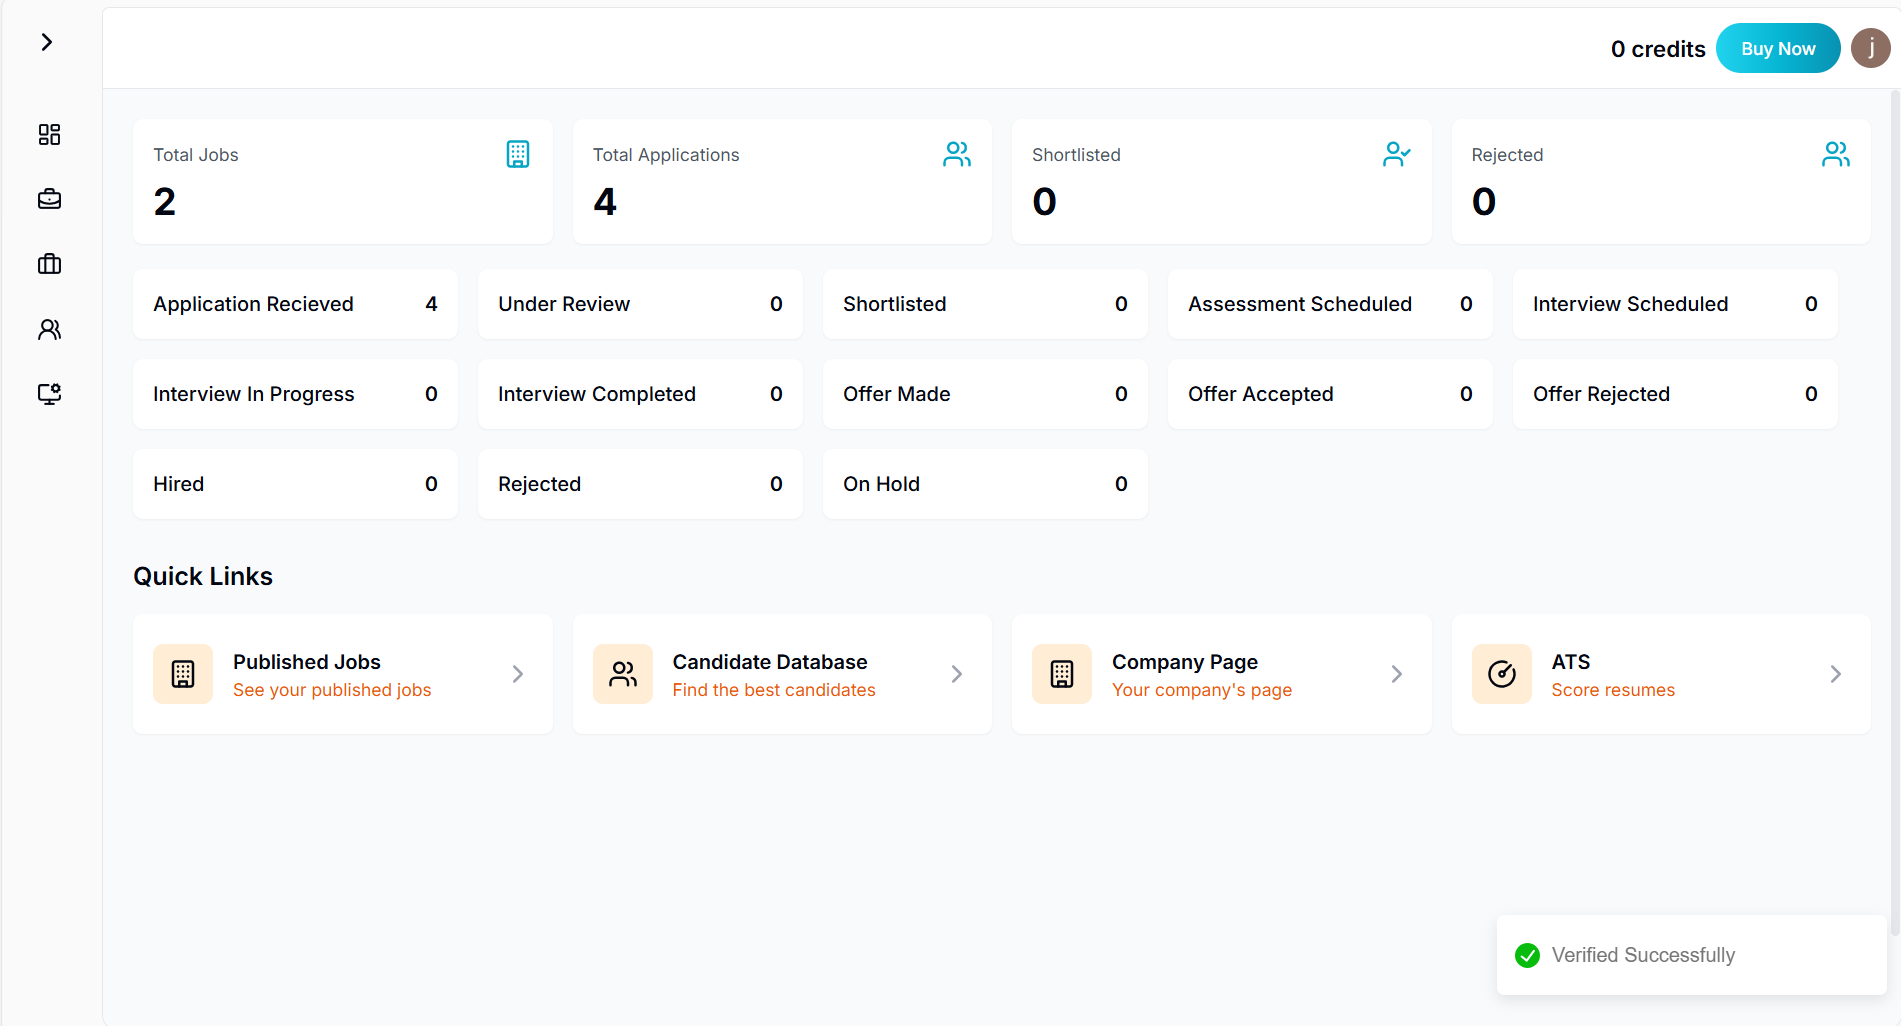 0 credits
Buy Now
j
Total Jobs
2
Total Applications
4
Shortlisted
0
Rejected
0
Application Recieved 4
Under Review 0
Shortlisted 0
Assessment Scheduled 0
Interview Scheduled 0
Interview In Progress 0
Interview Completed 0
Offer Made 0
Offer Accepted 0
Offer Rejected 0
Hired 0
Rejected 0
On Hold 0
Quick Links
Published Jobs
See your published jobs
Candidate Database
Find the best candidates
Company Page
Your company's page
ATS
Score resumes
Verified Successfully